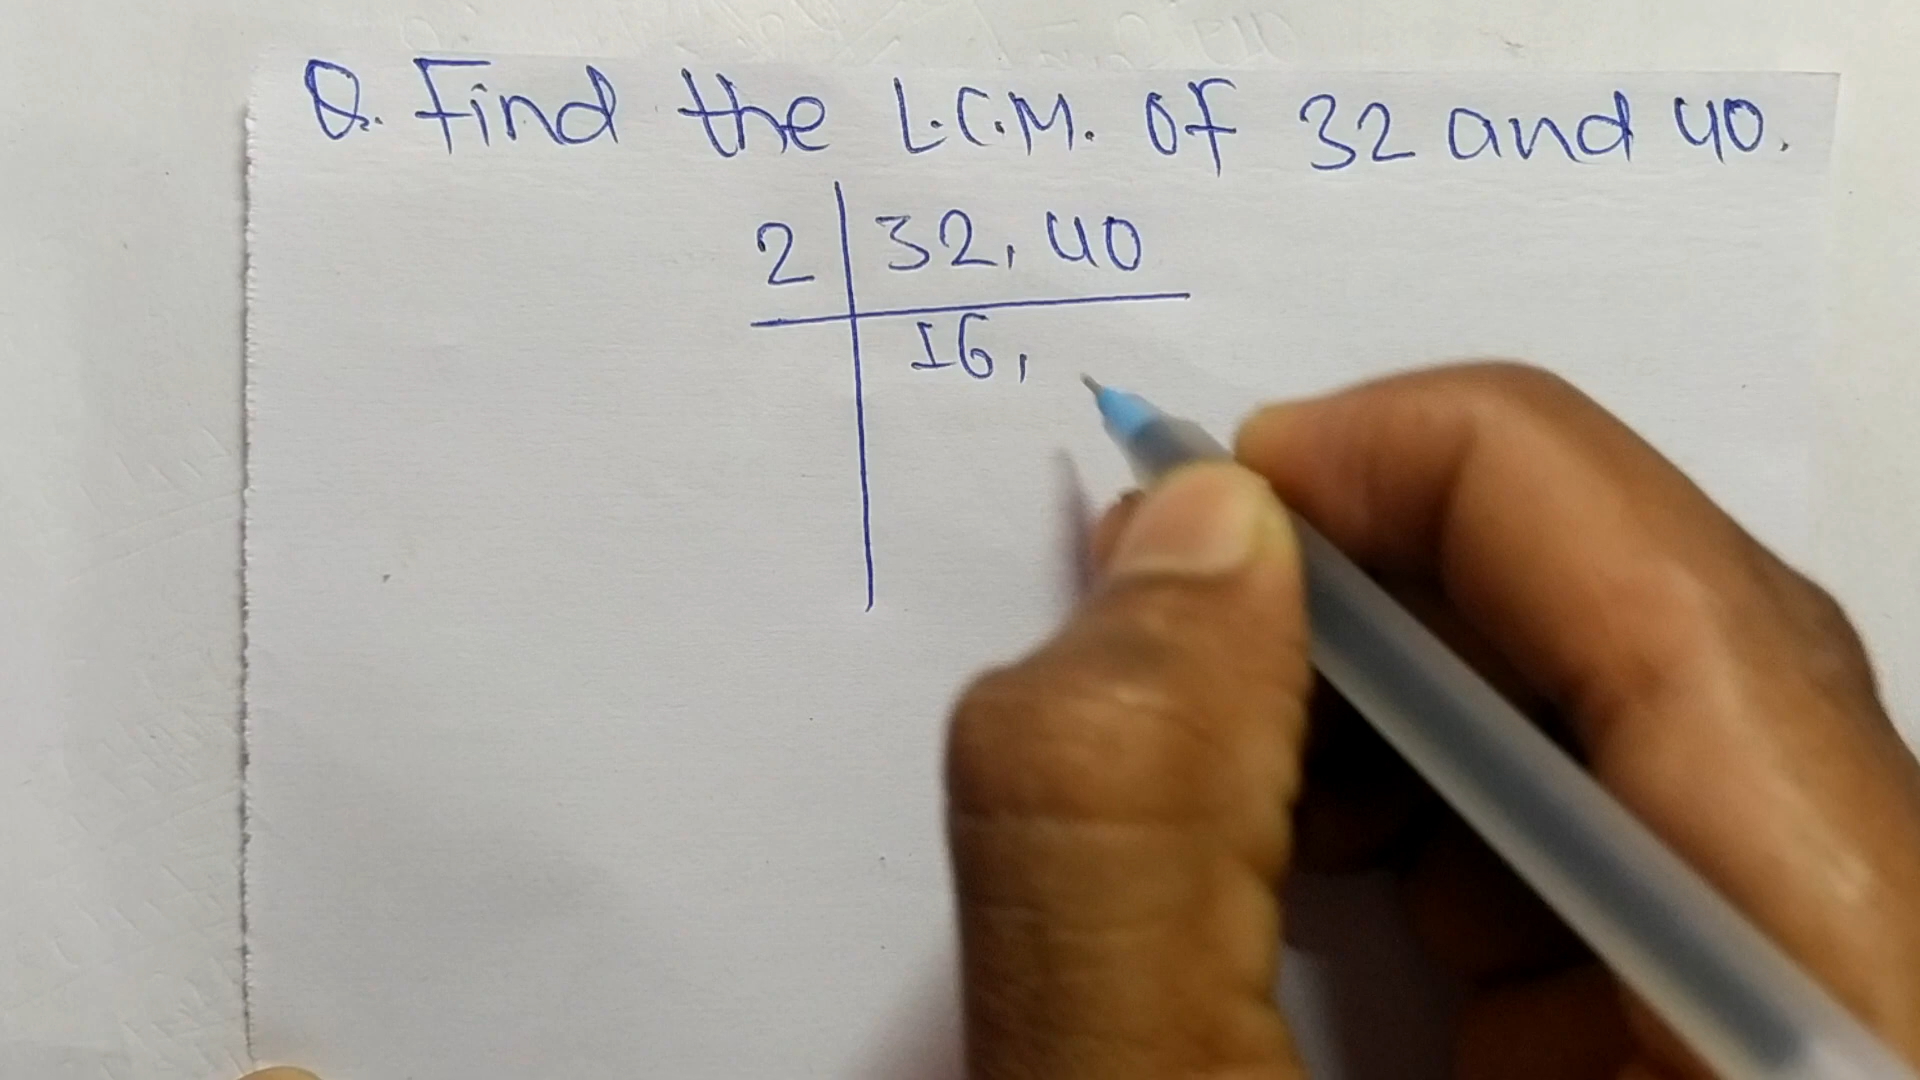 Q. Find the L.C.M. of 32 and 40.
2 | 32, 40
16,